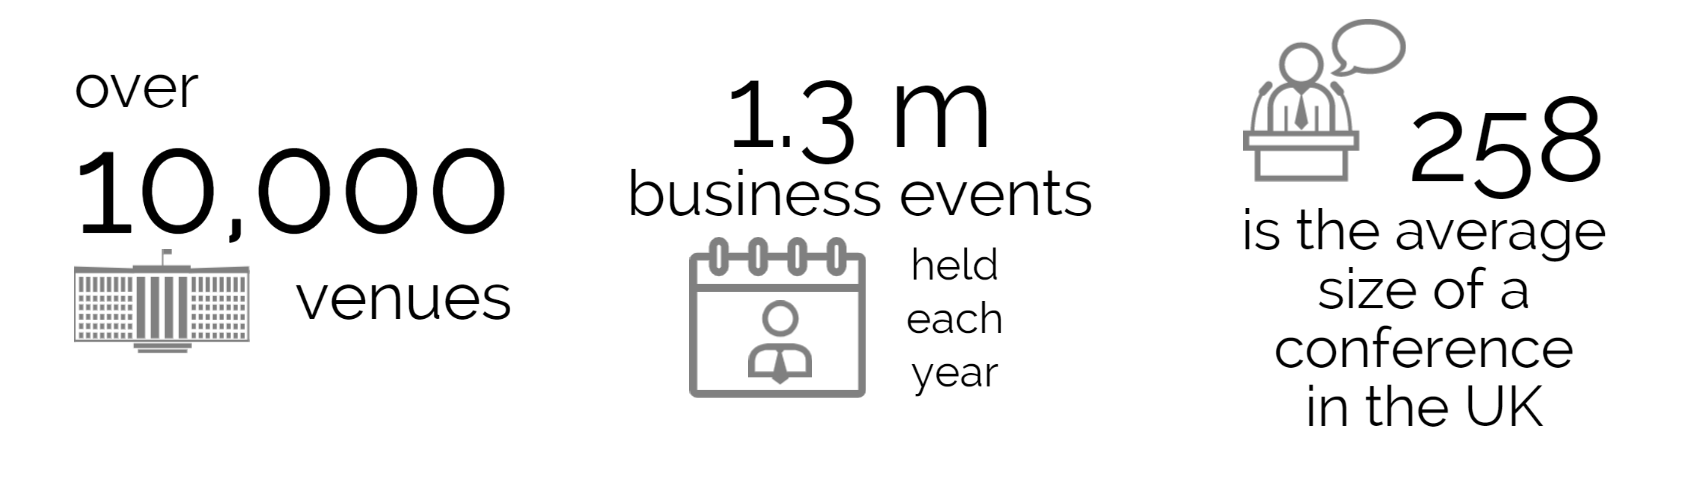 over
10,000
venues
1.3 m
business events
held
each
year
258
is the average
size of a
conference
in the UK